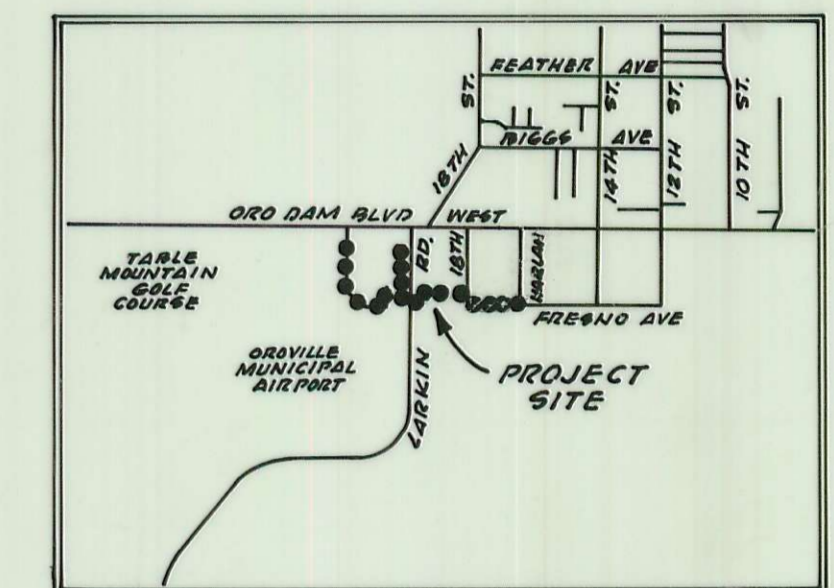 FEATHER AVE
ST.
ST.
ST.
ST.
BIGGS AVE
18TH
14TH
12TH
10TH
ORO DAM BLVD WEST
TABLE
MOUNTAIN
GOLF
COURSE
RD.
18TH
HARLAN
FRESNO AVE
OROVILLE
MUNICIPAL
AIRPORT
LARKIN
PROJECT
SITE